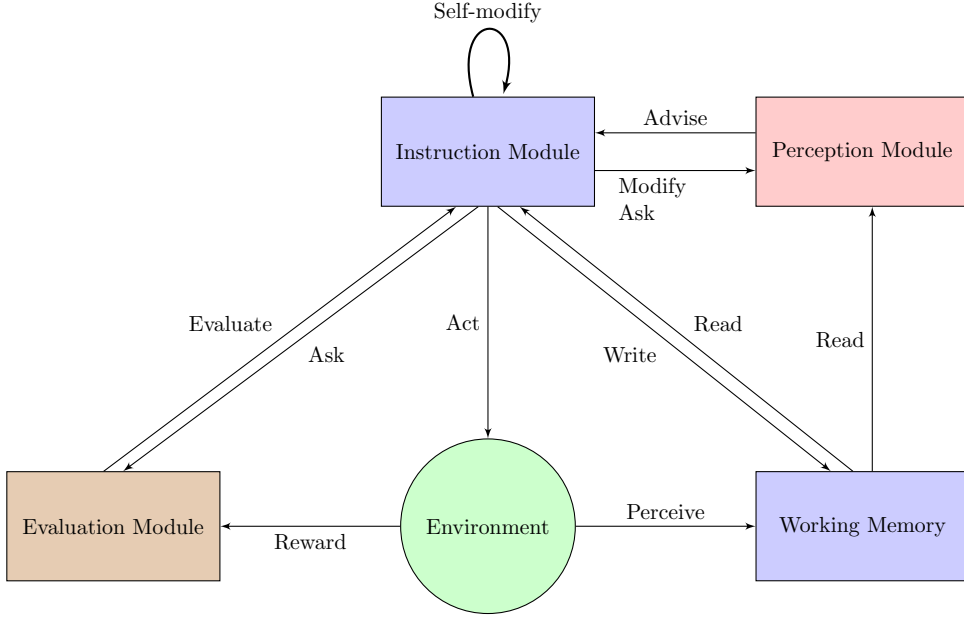 Self-modify
Instruction Module
Advise
Perception Module
Modify
Ask
Evaluate
Ask
Act
Read
Write
Read
Evaluation Module
Reward
Environment
Perceive
Working Memory